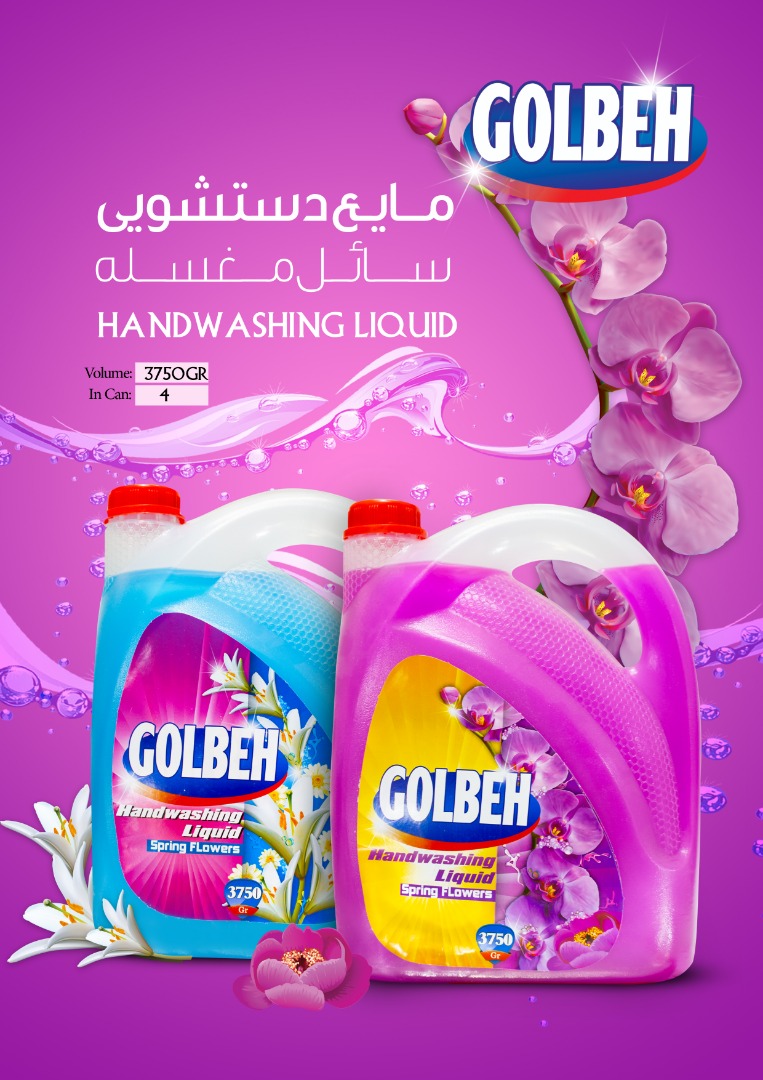 GOLBEH
مایع دستشویی
سائل مغسله
HANDWASHING LIQUID
Volume: 3750GR
In Can: 4
GOLBEH
Handwashing
Liquid
Spring FLowers
3750
Gr
GOLBEH
Handwashing
Liquid
Spring FLowers
3750
Gr